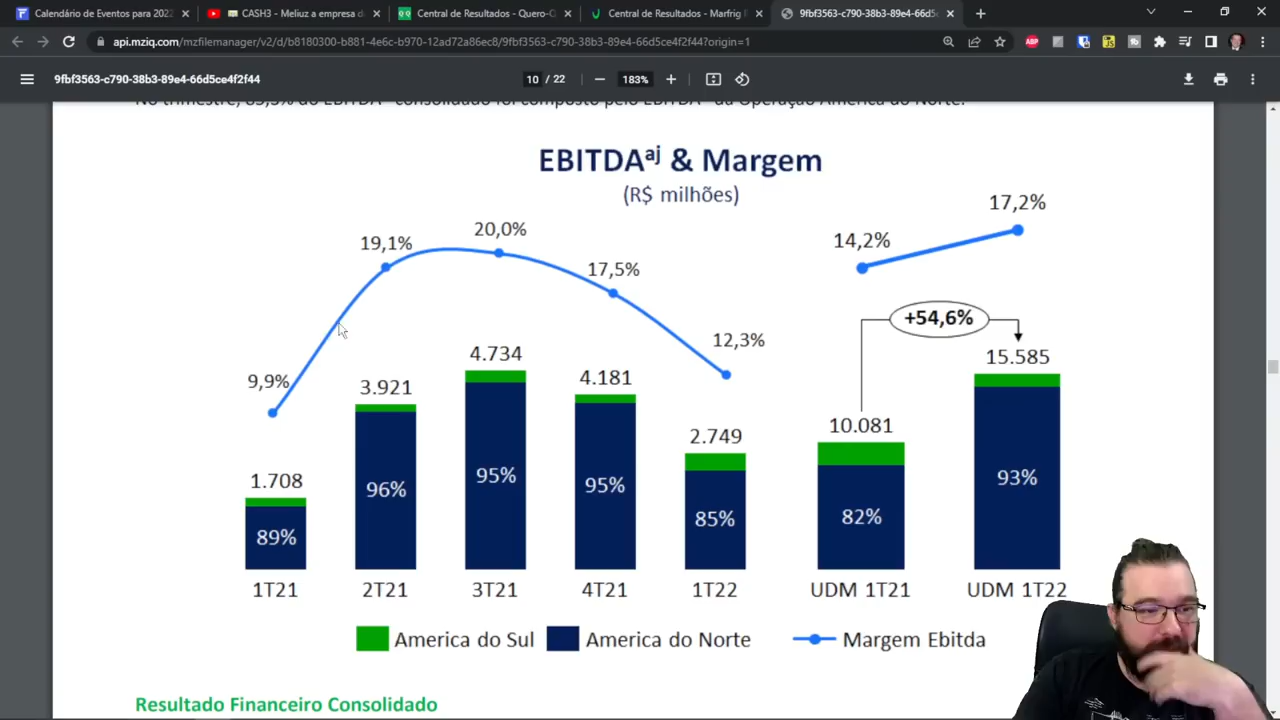 Calendário de Eventos para 2022
CASH3 - Meliuz a empresa d
Central de Resultados - Quero-Q
Central de Resultados - Marfrig
9fbf3563-c790-38b3-89e4-66d5c
api.mziq.com/mzfilemanager/v2/d/b8180300-b881-4e6c-b970-12ad72a86ec8/9fbf3563-c790-38b3-89e4-66d5ce4f2f44?origin=1
ABP
9fbf3563-c790-38b3-89e4-66d5ce4f2f44
10 / 22
183%
EBITDAaj & Margem
(R$ milhões)
17,2%
19,1%
20,0%
14,2%
17,5%
+54,6%
12,3%
9,9%
4.734
15.585
3.921
4.181
10.081
2.749
1.708
89%
96%
95%
95%
85%
82%
93%
1T21
2T21
3T21
4T21
1T22
UDM 1T21
UDM 1T22
America do Sul
America do Norte
Margem Ebitda
Resultado Financeiro Consolidado